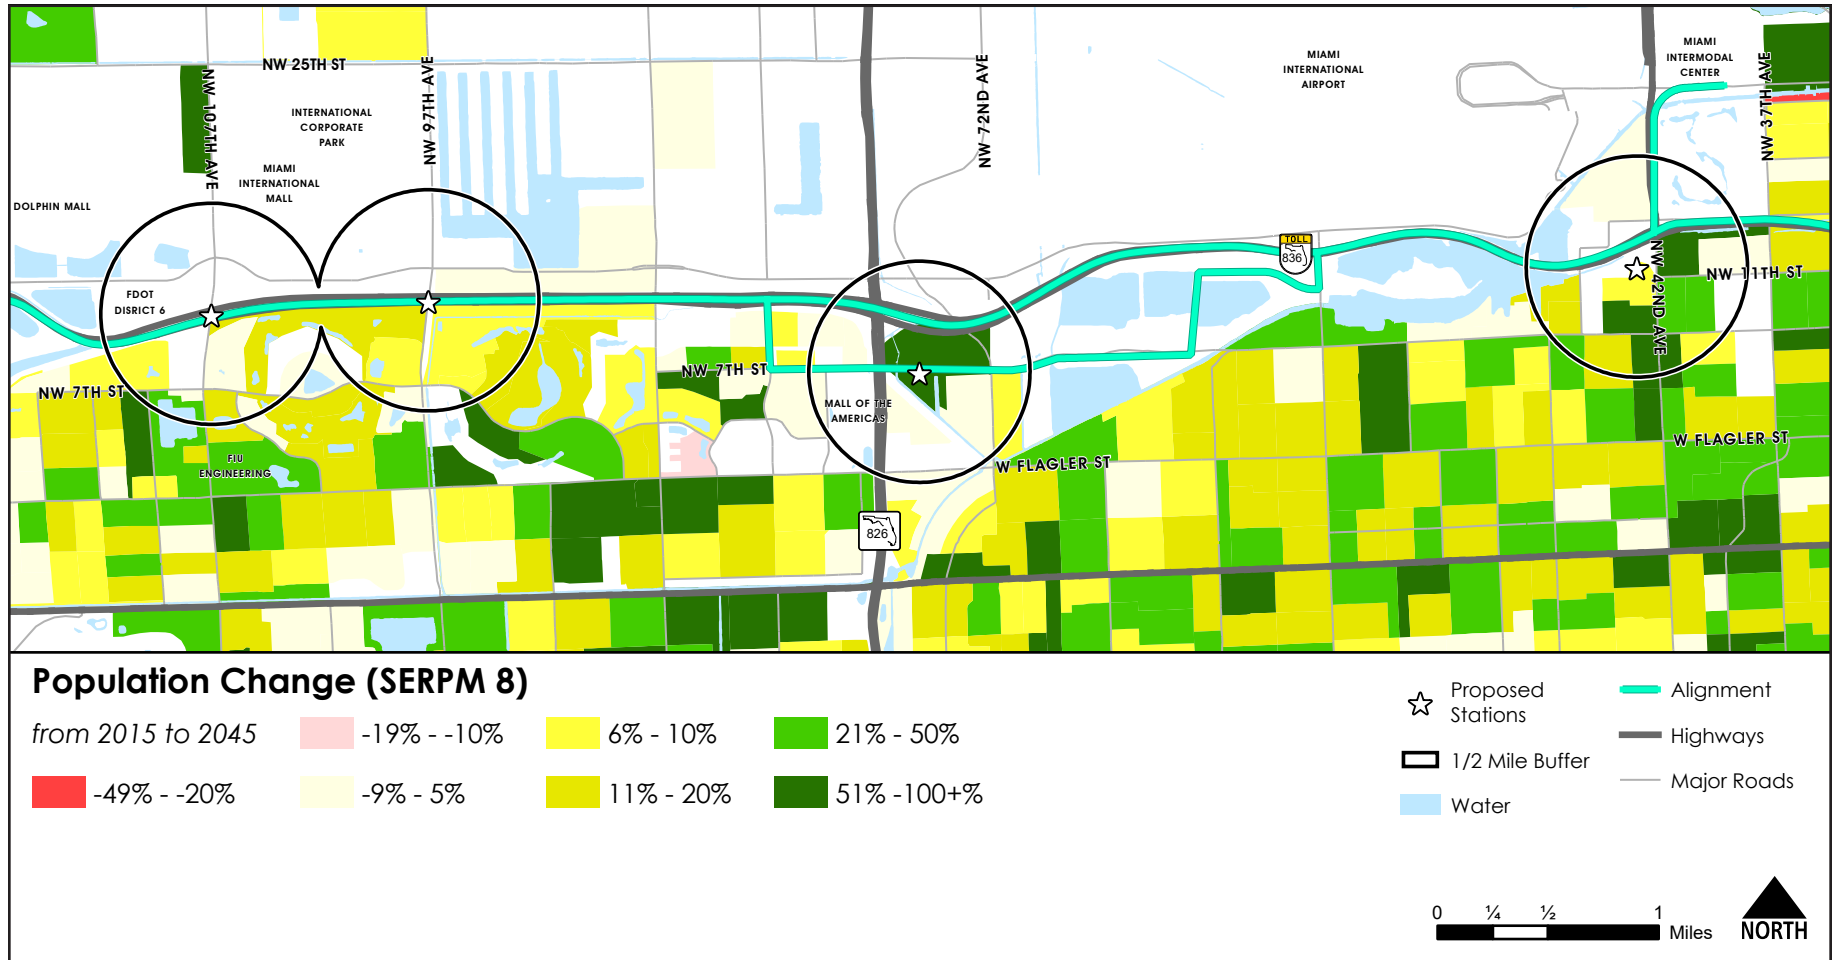 NW 25TH ST
NW 107TH AVE
NW 97TH AVE
NW 72ND AVE
NW 37TH AVE
MIAMI
INTERMODAL
CENTER
MIAMI
INTERNATIONAL
AIRPORT
INTERNATIONAL
CORPORATE
PARK
MIAMI
INTERNATIONAL
MALL
DOLPHIN MALL
TOLL
836
NW 42ND AVE
NW 11TH ST
FDOT
DISRICT 6
NW 7TH ST
NW 7TH ST
MALL OF THE
AMERICAS
FIU
ENGINEERING
W FLAGLER ST
W FLAGLER ST
826
Population Change (SERPM 8)
from 2015 to 2045
-19% - -10%
6% - 10%
21% - 50%
-49% - -20%
-9% - 5%
11% - 20%
51% -100+%
Proposed
Stations
1/2 Mile Buffer
Water
Alignment
Highways
Major Roads
0 ¼ ½ 1
Miles
NORTH